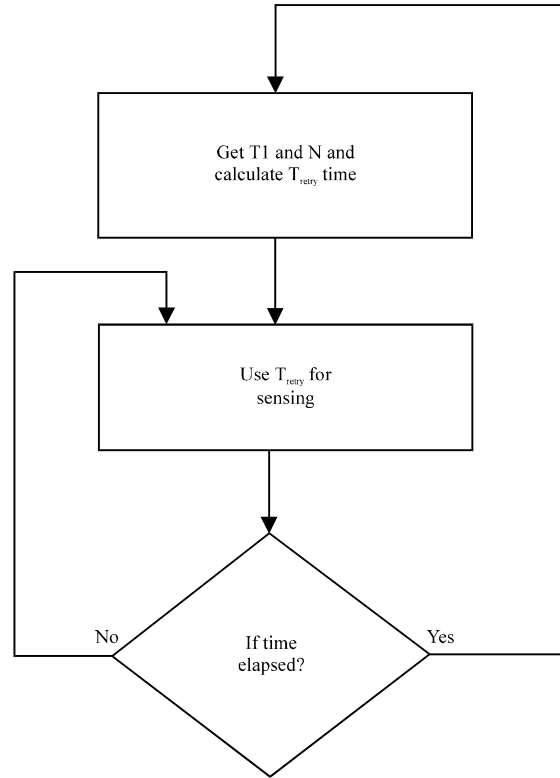 Get T1 and N and
calculate Tretry time
Use Tretry for
sensing
No
Yes
If time
elapsed?